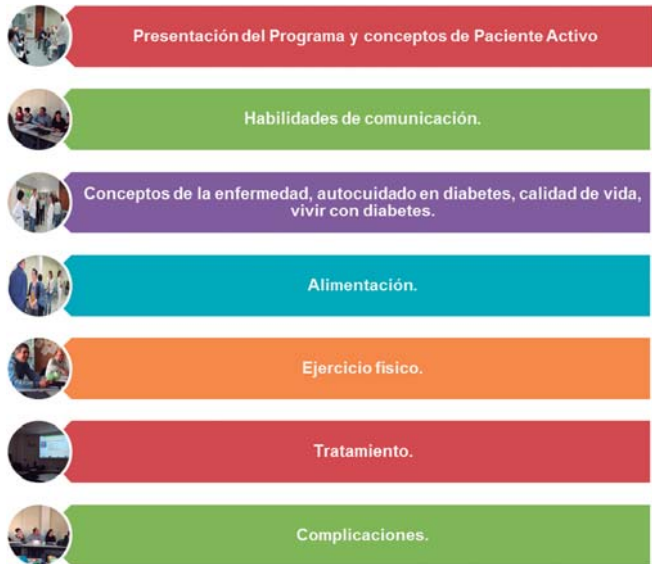 Presentación del Programa y conceptos de Paciente Activo
Habilidades de comunicación.
Conceptos de la enfermedad, autocuidado en diabetes, calidad de vida,
vivir con diabetes.
Alimentación.
Ejercicio físico.
Tratamiento.
Complicaciones.